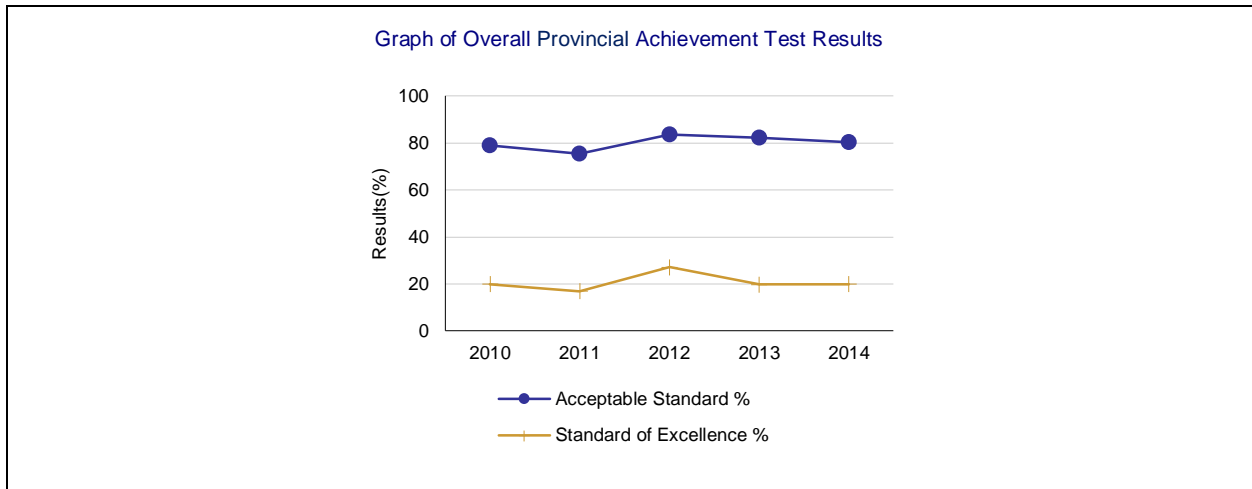 Graph of Overall Provincial Achievement Test Results
Results(%)
100
80
60
40
20
0
2010 2011 2012 2013 2014
Acceptable Standard %
Standard of Excellence %